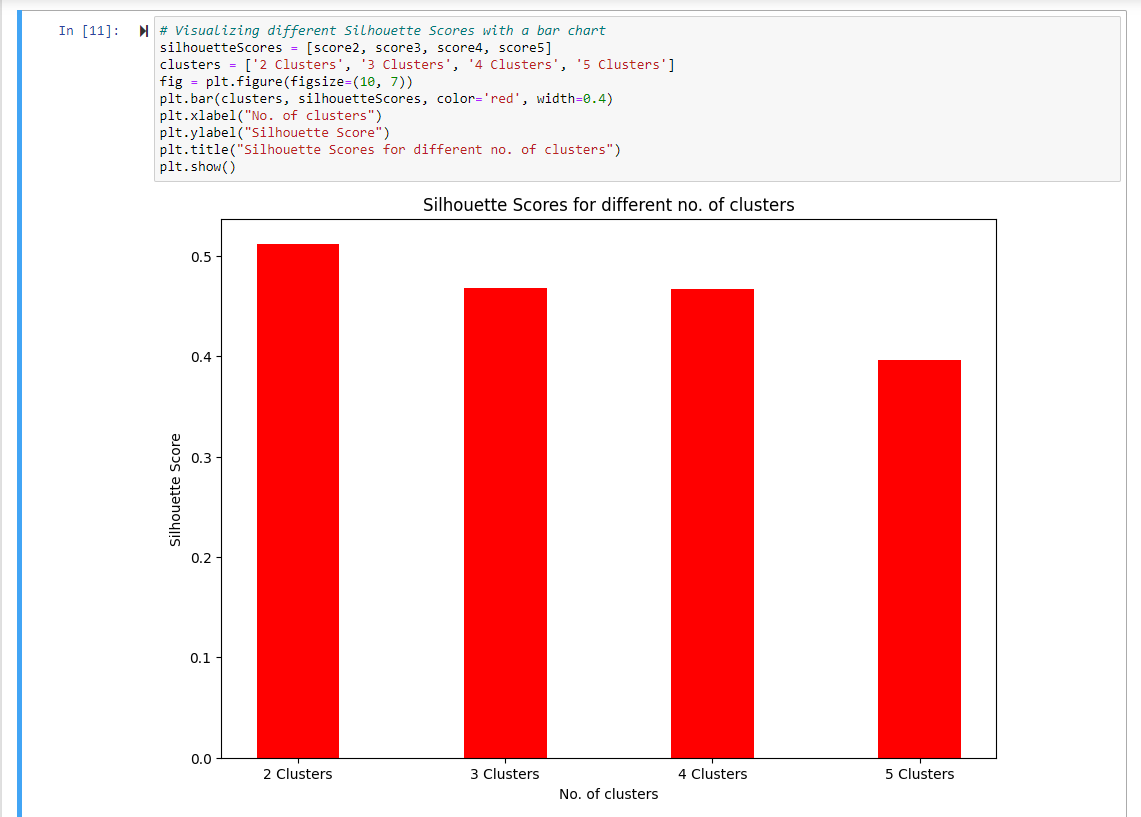 In [11]:
# Visualizing different Silhouette Scores with a bar chart
silhouetteScores = [score2, score3, score4, score5]
clusters = ['2 Clusters', '3 Clusters', '4 Clusters', '5 Clusters']
fig = plt.figure(figsize=(10, 7))
plt.bar(clusters, silhouetteScores, color='red', width=0.4)
plt.xlabel("No. of clusters")
plt.ylabel("Silhouette Score")
plt.title("Silhouette Scores for different no. of clusters")
plt.show()
Silhouette Scores for different no. of clusters
Silhouette Score
0.5
0.4
0.3
0.2
0.1
0.0
2 Clusters 3 Clusters 4 Clusters 5 Clusters
No. of clusters